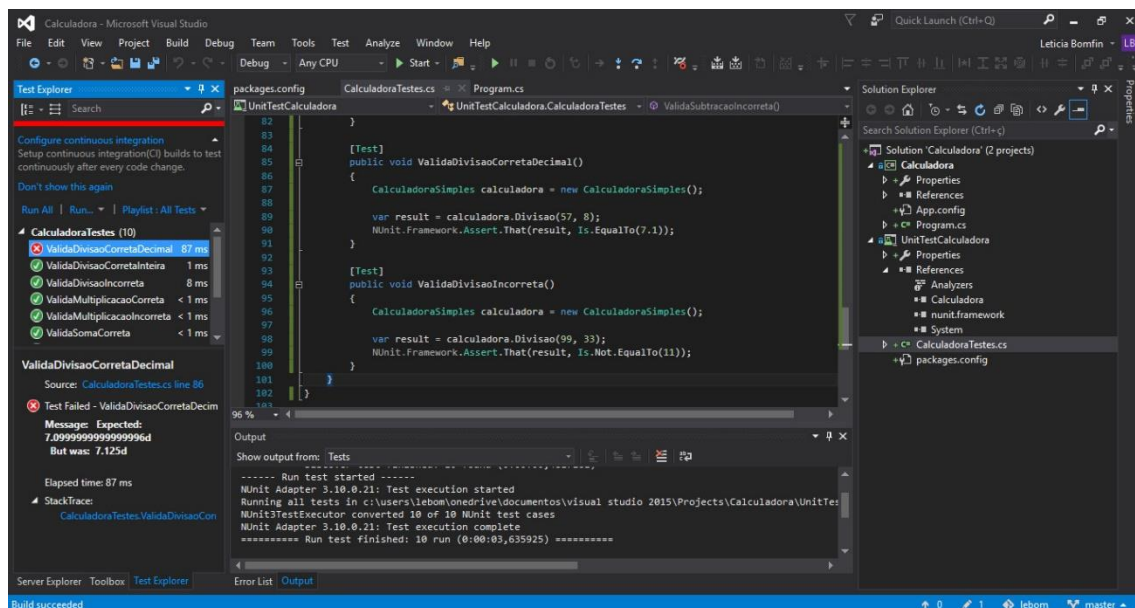 Calculadora - Microsoft Visual Studio
Quick Launch (Ctrl+Q)
File Edit View Project Build Debug Team Tools Test Analyze Window Help
Leticia Bomfin LB
Debug Any CPU Start
Test Explorer
Search
Configure continuous integration
Setup continuous integration(CI) builds to test
continuously after every code change.
Don't show this again
Run All | Run... | Playlist : All Tests
CalculadoraTestes (10)
ValidaDivisaoCorretaDecimal 87 ms
ValidaDivisaoCorretaInteira 1 ms
ValidaDivisaoIncorreta 8 ms
ValidaMultiplicacaoCorreta < 1 ms
ValidaMultiplicacaoIncorreta < 1 ms
ValidaSomaCorreta < 1 ms
ValidaDivisaoCorretaDecimal
Source: CalculadoraTestes.cs line 86
Test Failed - ValidaDivisaoCorretaDecim
Message: Expected:
7.0999999999999996d
But was: 7.125d
Elapsed time: 87 ms
StackTrace:
CalculadoraTestes.ValidaDivisaoCon
Server Explorer Toolbox Test Explorer
packages.config CalculadoraTestes.cs Program.cs
UnitTestCalculadora UnitTestCalculadora.CalculadoraTestes ValidaSubtracaoIncorreta()
82 }
83
84 [Test]
85 public void ValidaDivisaoCorretaDecimal()
86 {
87 CalculadoraSimples calculadora = new CalculadoraSimples();
88
89 var result = calculadora.Divisao(57, 8);
90 NUnit.Framework.Assert.That(result, Is.EqualTo(7.1));
91 }
92
93 [Test]
94 public void ValidaDivisaoIncorreta()
95 {
96 CalculadoraSimples calculadora = new CalculadoraSimples();
97
98 var result = calculadora.Divisao(99, 33);
99 NUnit.Framework.Assert.That(result, Is.Not.EqualTo(11));
100 }
101 }
102 }
103
96 %
Output
Show output from: Tests
------ Run test started ------
NUnit Adapter 3.10.0.21: Test execution started
Running all tests in c:\users\lebom\onedrive\documentos\visual studio 2015\Projects\Calculadora\UnitTe
NUnit3TestExecutor converted 10 of 10 NUnit test cases
NUnit Adapter 3.10.0.21: Test execution complete
========== Run test finished: 10 run (0:00:03,635925) ==========
Error List Output
Solution Explorer
Search Solution Explorer (Ctrl+ç)
Solution 'Calculadora' (2 projects)
Calculadora
Properties
References
App.config
Program.cs
UnitTestCalculadora
Properties
References
Analyzers
Calculadora
nunit.framework
System
CalculadoraTestes.cs
packages.config
Properties
Build succeeded
0 1 lebom master